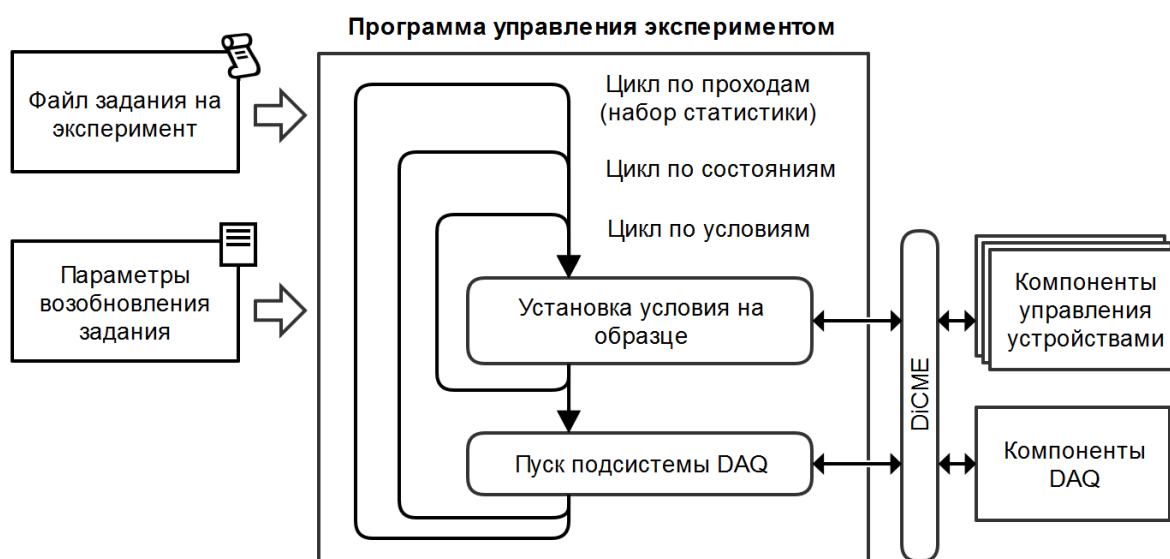 Программа управления экспериментом
Файл задания на
эксперимент
Параметры
возобновления
задания
Цикл по проходам
(набор статистики)
Цикл по состояниям
Цикл по условиям
Установка условия на
образце
Пуск подсистемы DAQ
DiCME
Компоненты
управления
устройствами
Компоненты
DAQ